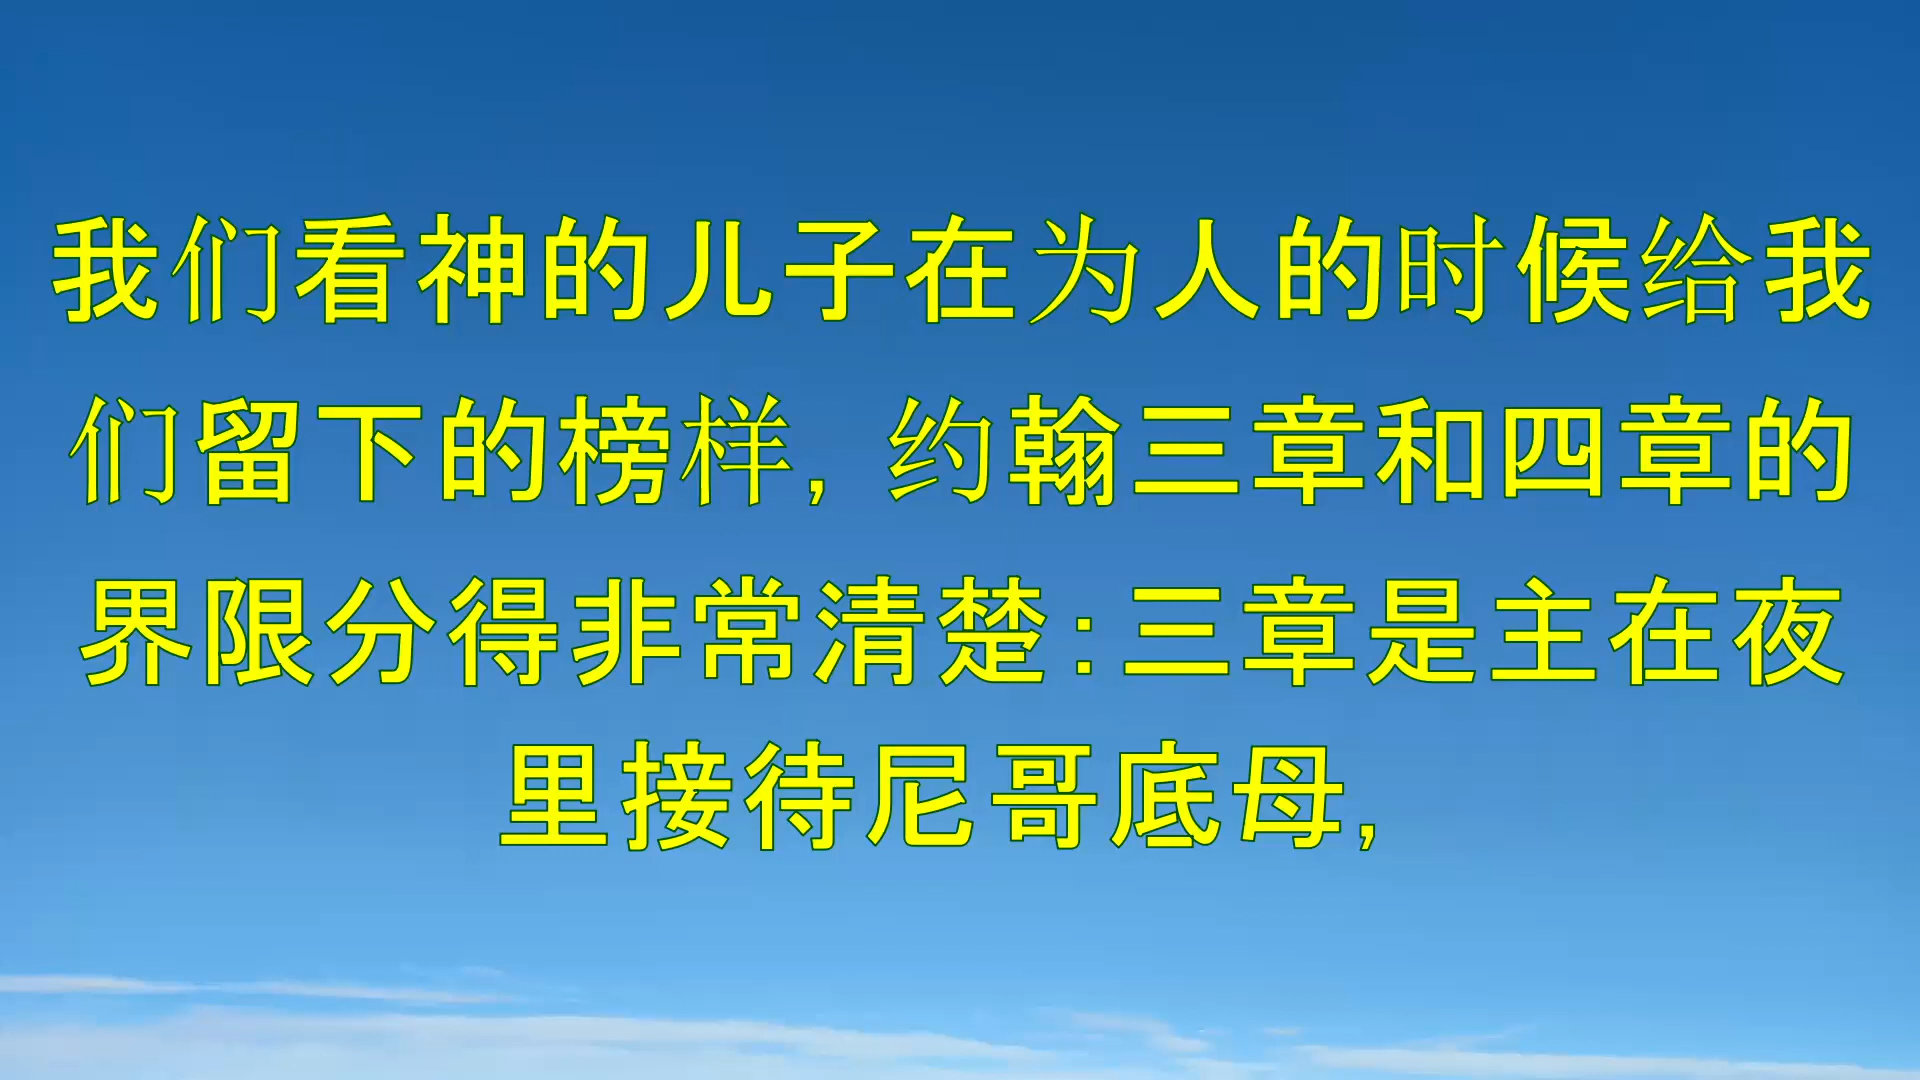 我们看神的儿子在为人的时候给我
们留下的榜样, 约翰三章和四章的
界限分得非常清楚:三章是主在夜
里接待尼哥底母,